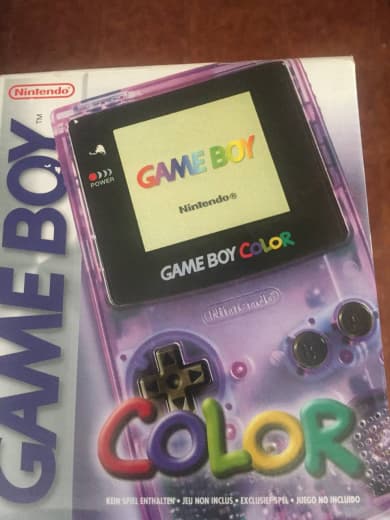 Nintendo
GAME BOY
TM
POWER
GAME BOY
Nintendo®
GAME BOY COLOR
Nintendo
B
A
COLOR
KEIN SPIEL ENTHALTEN • JEU NON INCLUS • EXCLUSIEF SPEL • JUEGO NO INCLUIDO